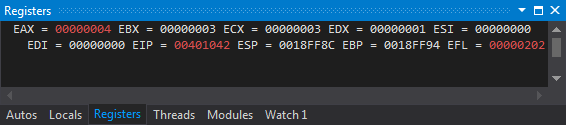 Registers
EAX = 00000004 EBX = 00000003 ECX = 00000003 EDX = 00000001 ESI = 00000000
EDI = 00000000 EIP = 00401042 ESP = 0018FF8C EBP = 0018FF94 EFL = 00000202
Autos Locals Registers Threads Modules Watch 1